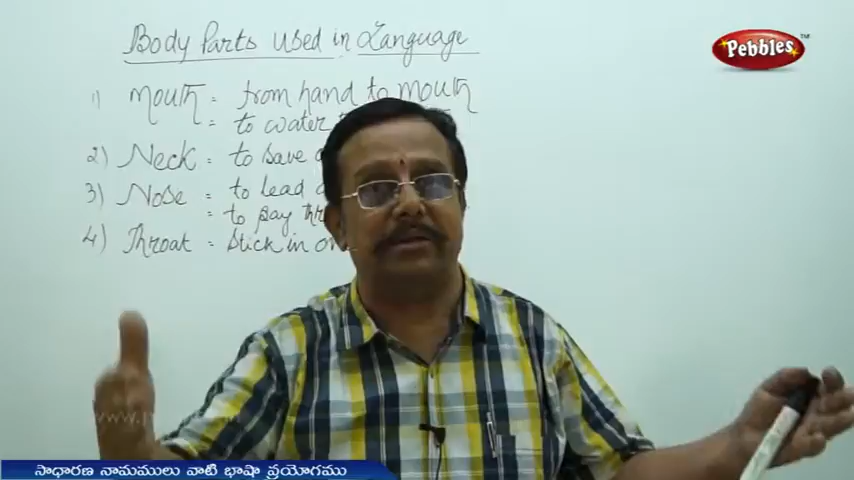 Body Parts used in Language
Pebbles TM
1) Mouth = from hand to mouth
= to water
2) Neck = to save
3) Nose = to lead
= to pay
4) Throat = stick in
సాధారణ నామములు వాటి భాషా ప్రయోగము